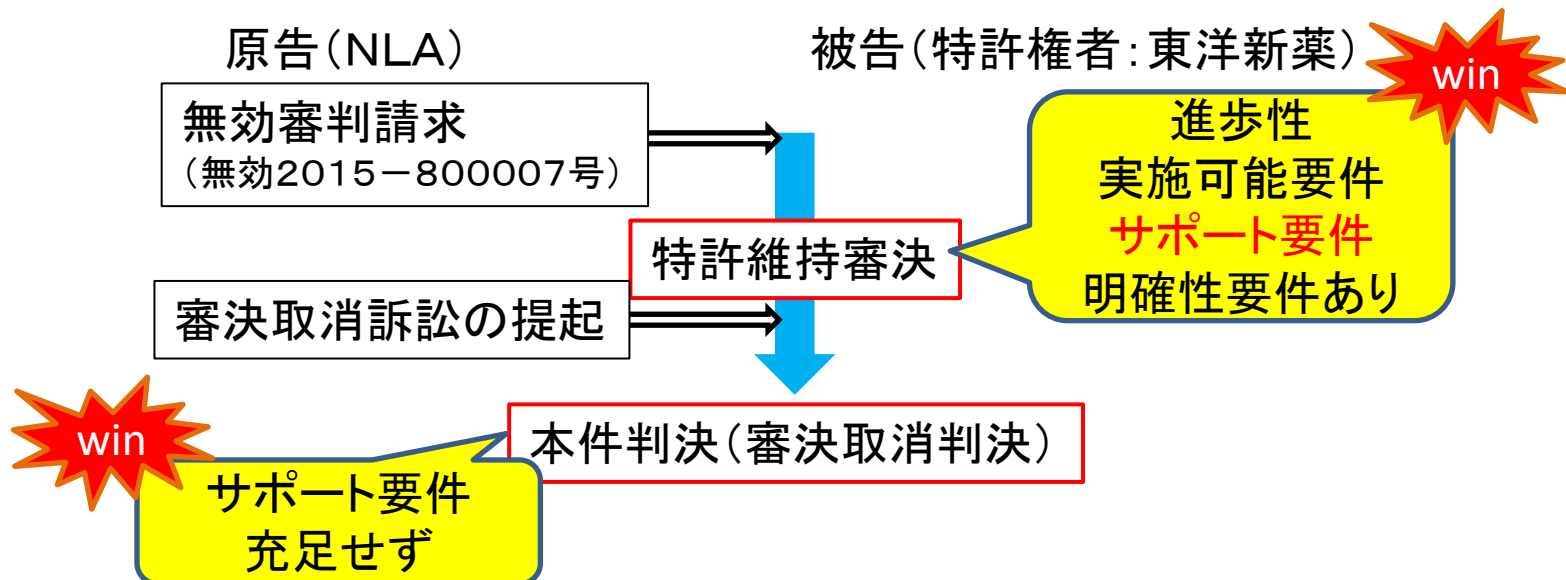 原告(NLA)
被告(特許権者:東洋新薬)
win
無効審判請求
(無効2015-800007号)
進歩性
実施可能要件
サポート要件
明確性要件あり
特許維持審決
審決取消訴訟の提起
本件判決(審決取消判決)
win
サポート要件
充足せず